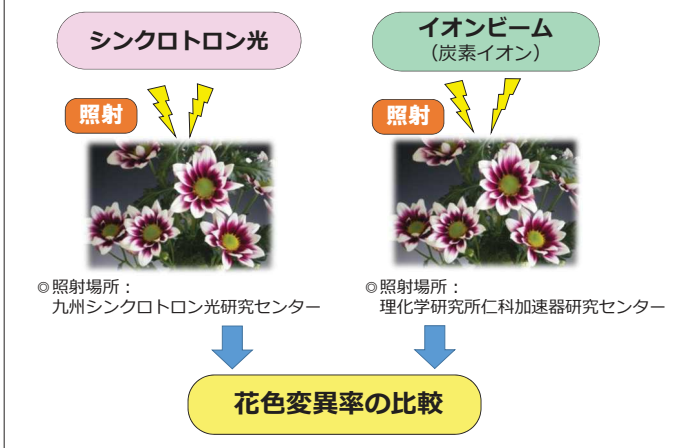 シンクロトロン光
イオンビーム
（炭素イオン）
照射
照射
◎照射場所：
九州シンクロトロン光研究センター
◎照射場所：
理化学研究所仁科加速器研究センター
花色変異率の比較